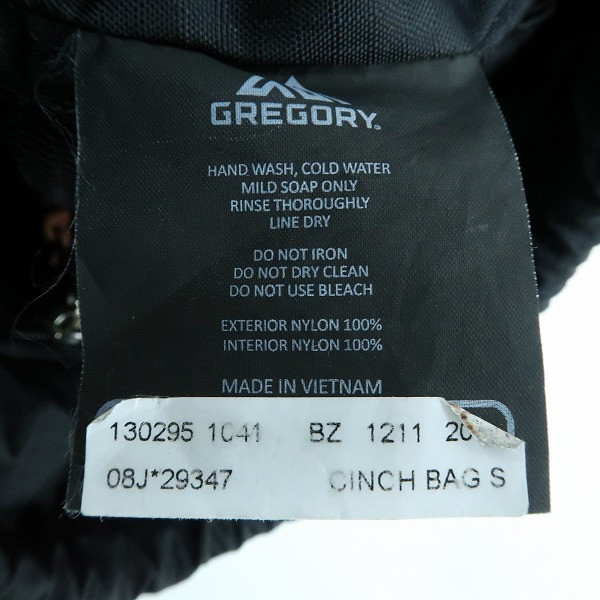 GREGORY.
HAND WASH, COLD WATER
MILD SOAP ONLY
RINSE THOROUGHLY
LINE DRY
DO NOT IRON
DO NOT DRY CLEAN
DO NOT USE BLEACH
EXTERIOR NYLON 100%
INTERIOR NYLON 100%
MADE IN VIETNAM
130295 1041 BZ 1211
08J*29347 CINCH BAG S